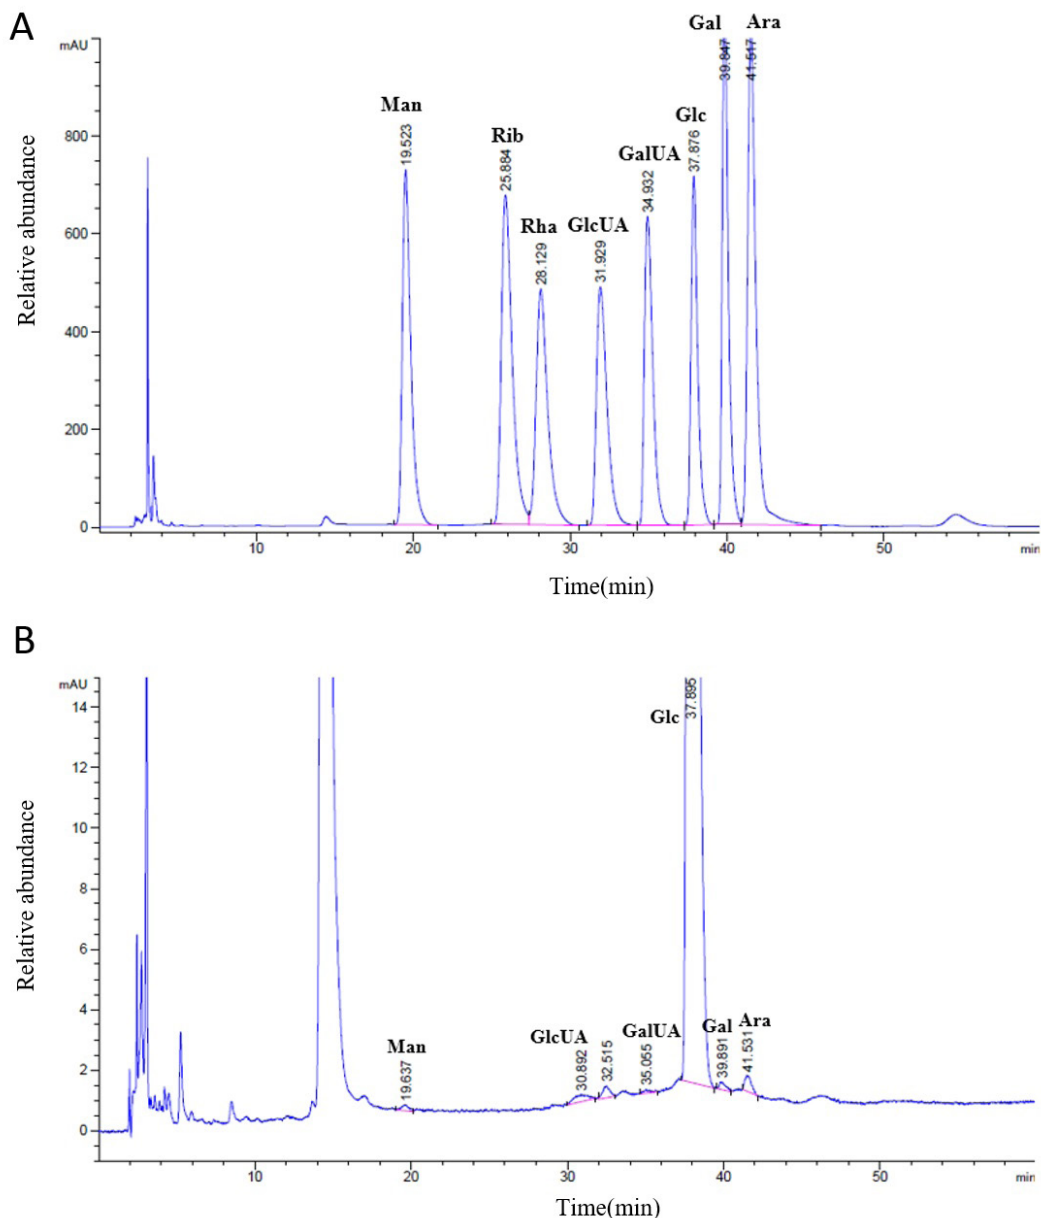 A
mAU
Relative abundance
800
600
400
200
0
Man
19.523
Rib
25.884
Rha
28.129
GlcUA
31.929
GalUA
34.932
Glc
37.876
Gal
39.847
Ara
41.517
10
20
30
40
50
min
Time(min)
B
mAU
Relative abundance
14
12
10
8
6
4
2
0
Man
19.637
GlcUA
30.892
32.515
GalUA
35.055
Glc
37.895
Gal
39.891
Ara
41.531
10
20
30
40
50
min
Time(min)